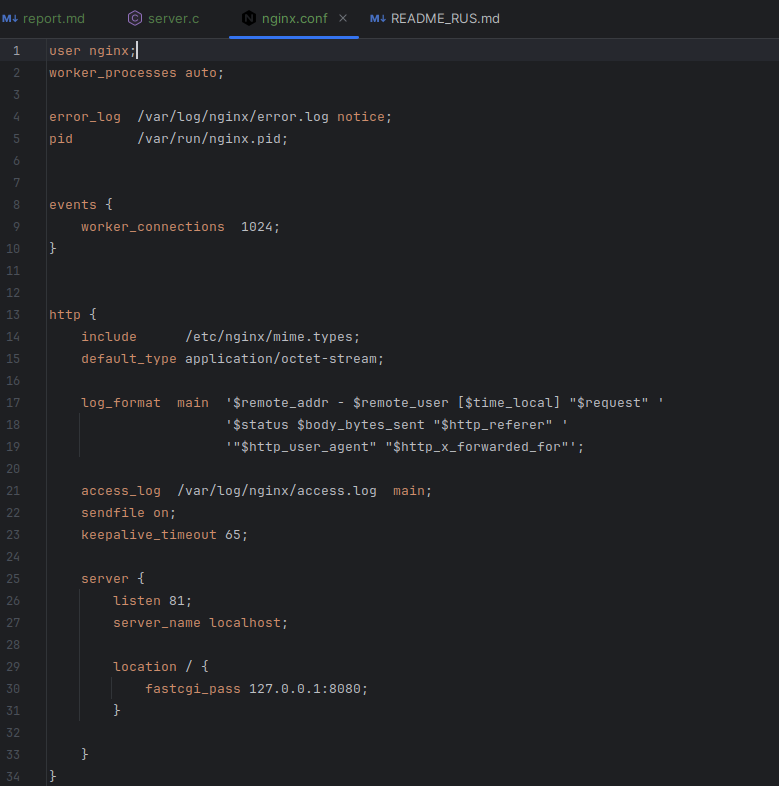 report.md server.c nginx.conf README_RUS.md
1 user nginx;
2 worker_processes auto;
3
4 error_log  /var/log/nginx/error.log notice;
5 pid        /var/run/nginx.pid;
6
7
8 events {
9     worker_connections  1024;
10 }
11
12
13 http {
14     include      /etc/nginx/mime.types;
15     default_type application/octet-stream;
16
17     log_format  main  '$remote_addr - $remote_user [$time_local] "$request" '
18                       '$status $body_bytes_sent "$http_referer" '
19                       '"$http_user_agent" "$http_x_forwarded_for"';
20
21     access_log  /var/log/nginx/access.log  main;
22     sendfile on;
23     keepalive_timeout 65;
24
25     server {
26         listen 81;
27         server_name localhost;
28
29         location / {
30             fastcgi_pass 127.0.0.1:8080;
31         }
32
33     }
34 }